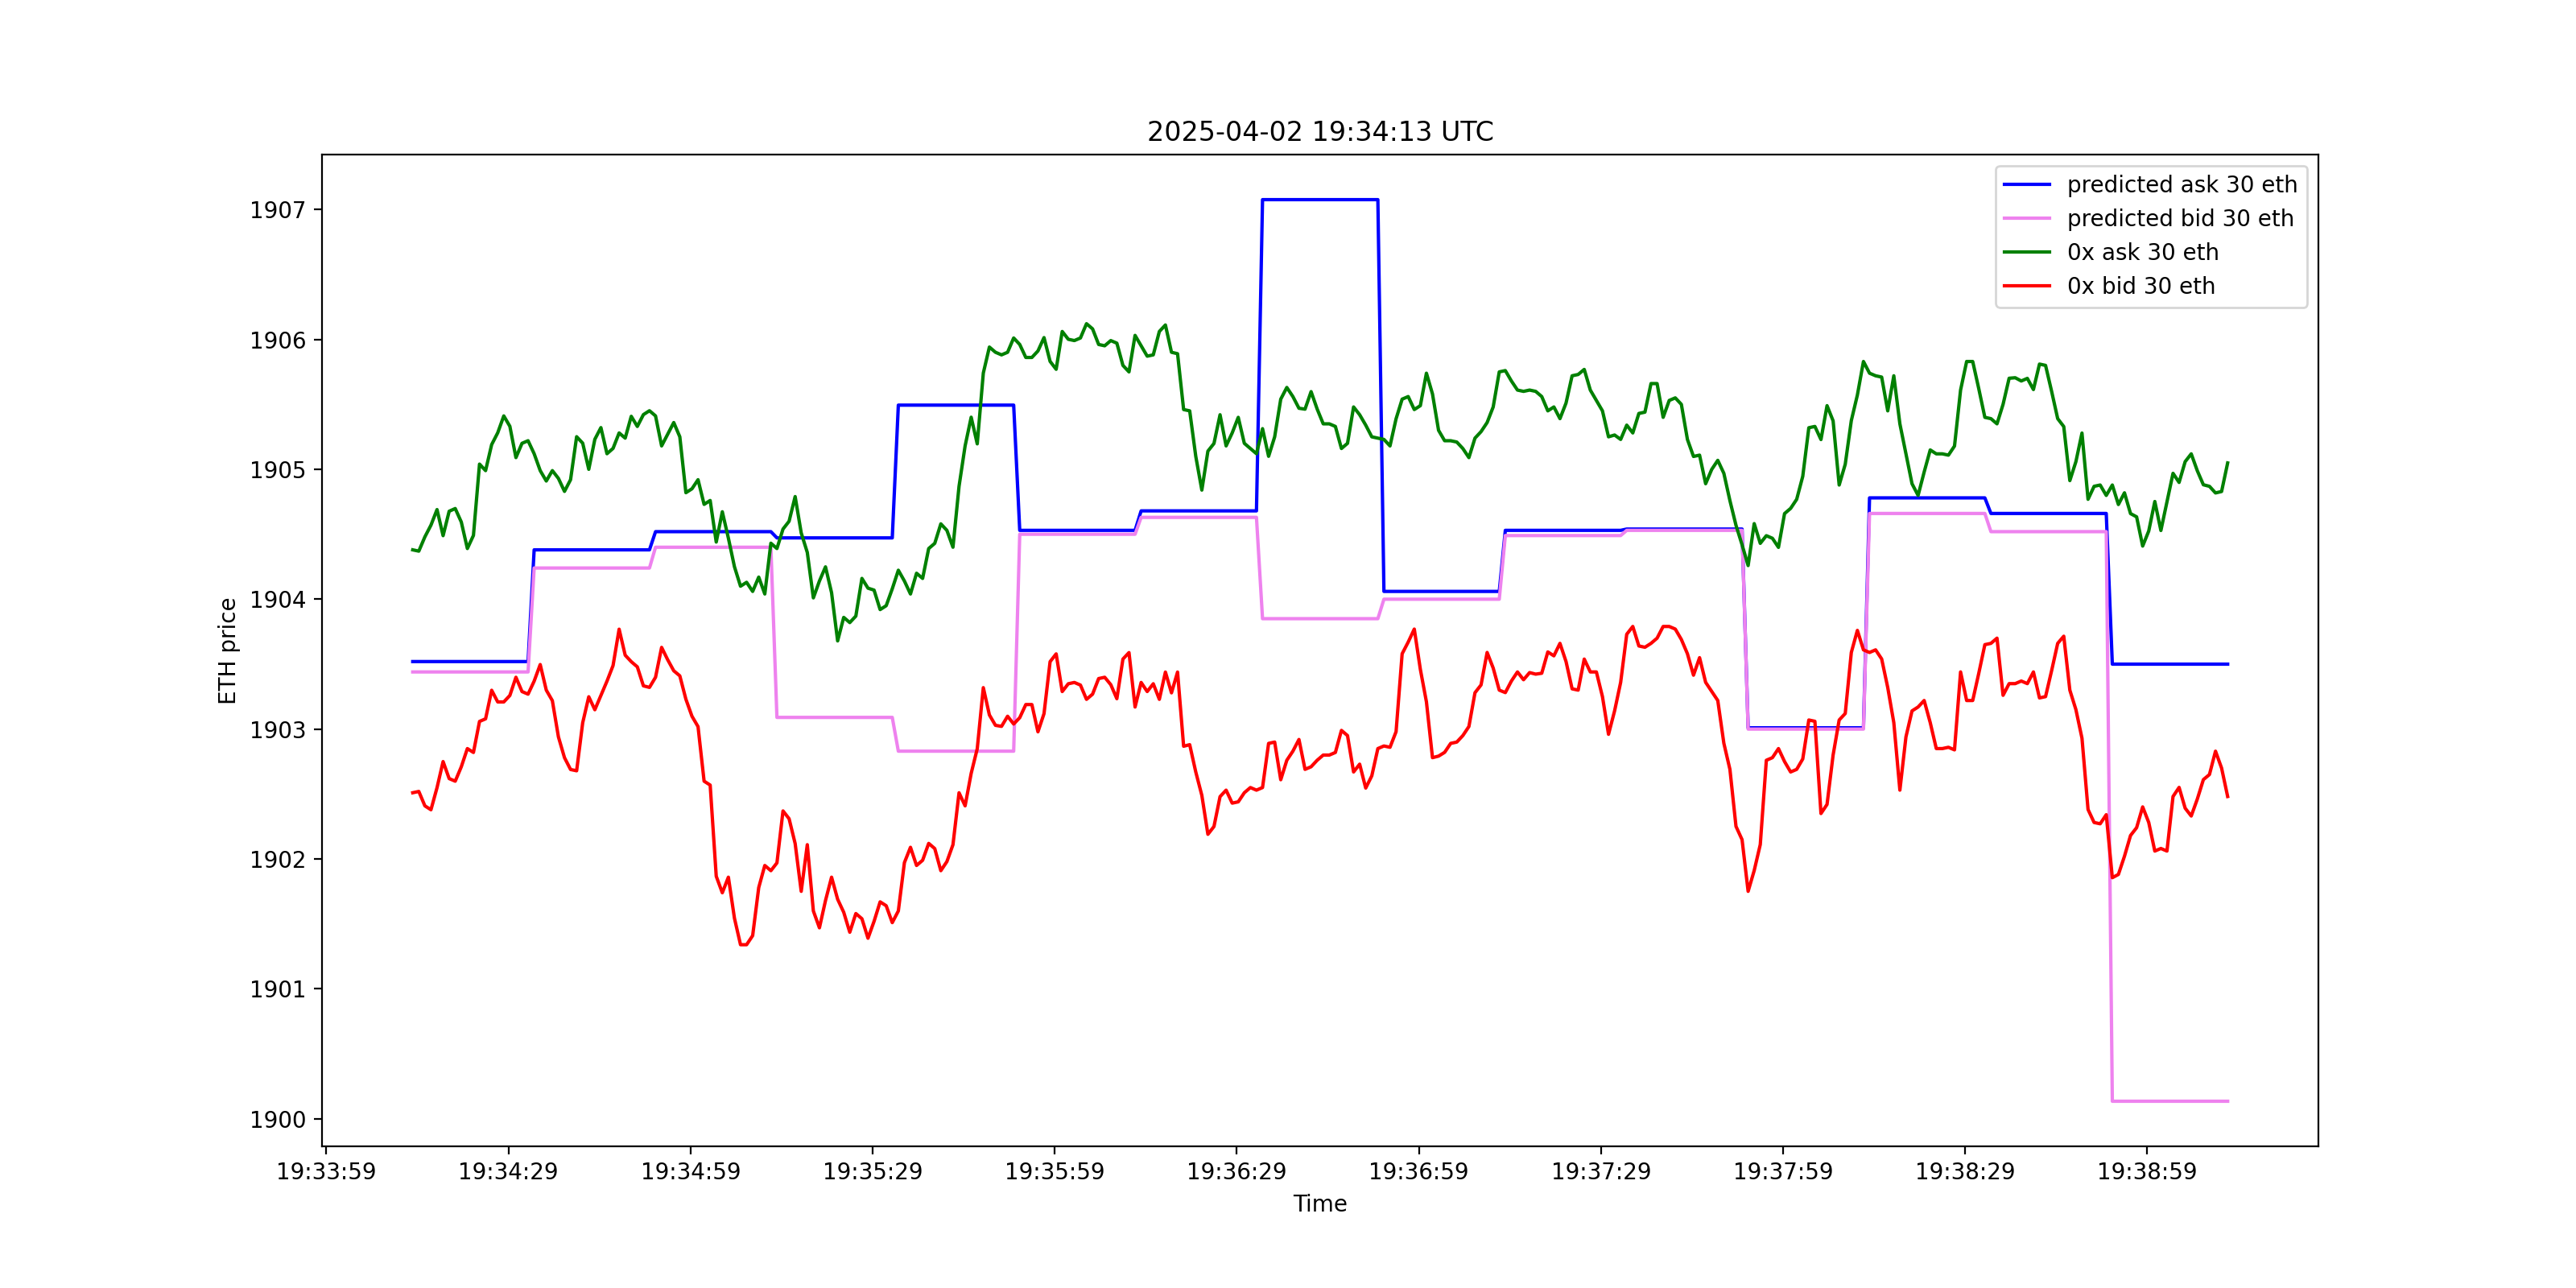 2025-04-02 19:34:13 UTC
predicted ask 30 eth
predicted bid 30 eth
0x ask 30 eth
0x bid 30 eth
1907
1906
1905
1904
1903
1902
1901
1900
ETH price
19:33:59 19:34:29 19:34:59 19:35:29 19:35:59 19:36:29 19:36:59 19:37:29 19:37:59 19:38:29 19:38:59
Time